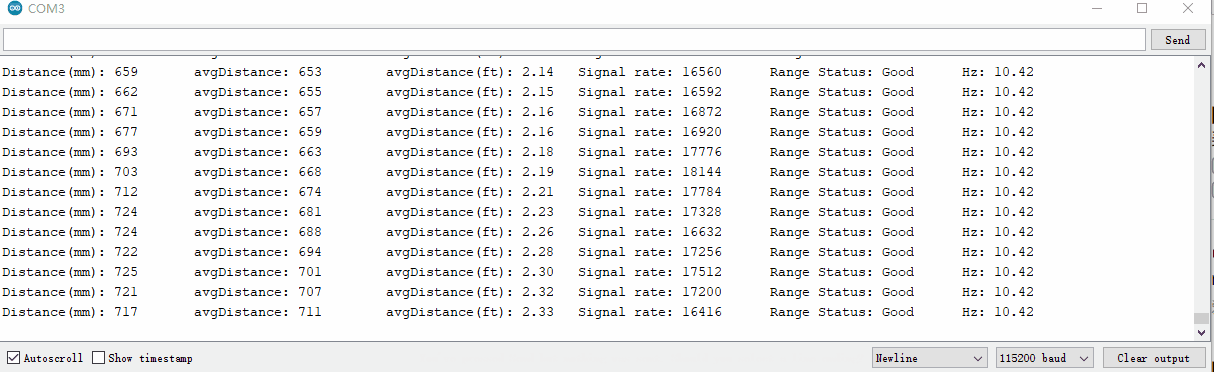 COM3
Send
Distance(mm): 659 avgDistance: 653 avgDistance(ft): 2.14 Signal rate: 16560 Range Status: Good Hz: 10.42
Distance(mm): 662 avgDistance: 655 avgDistance(ft): 2.15 Signal rate: 16592 Range Status: Good Hz: 10.42
Distance(mm): 671 avgDistance: 657 avgDistance(ft): 2.16 Signal rate: 16872 Range Status: Good Hz: 10.42
Distance(mm): 677 avgDistance: 659 avgDistance(ft): 2.16 Signal rate: 16920 Range Status: Good Hz: 10.42
Distance(mm): 693 avgDistance: 663 avgDistance(ft): 2.18 Signal rate: 17776 Range Status: Good Hz: 10.42
Distance(mm): 703 avgDistance: 668 avgDistance(ft): 2.19 Signal rate: 18144 Range Status: Good Hz: 10.42
Distance(mm): 712 avgDistance: 674 avgDistance(ft): 2.21 Signal rate: 17784 Range Status: Good Hz: 10.42
Distance(mm): 724 avgDistance: 681 avgDistance(ft): 2.23 Signal rate: 17328 Range Status: Good Hz: 10.42
Distance(mm): 724 avgDistance: 688 avgDistance(ft): 2.26 Signal rate: 16632 Range Status: Good Hz: 10.42
Distance(mm): 722 avgDistance: 694 avgDistance(ft): 2.28 Signal rate: 17256 Range Status: Good Hz: 10.42
Distance(mm): 725 avgDistance: 701 avgDistance(ft): 2.30 Signal rate: 17512 Range Status: Good Hz: 10.42
Distance(mm): 721 avgDistance: 707 avgDistance(ft): 2.32 Signal rate: 17200 Range Status: Good Hz: 10.42
Distance(mm): 717 avgDistance: 711 avgDistance(ft): 2.33 Signal rate: 16416 Range Status: Good Hz: 10.42
Autoscroll Show timestamp Newline 115200 baud Clear output